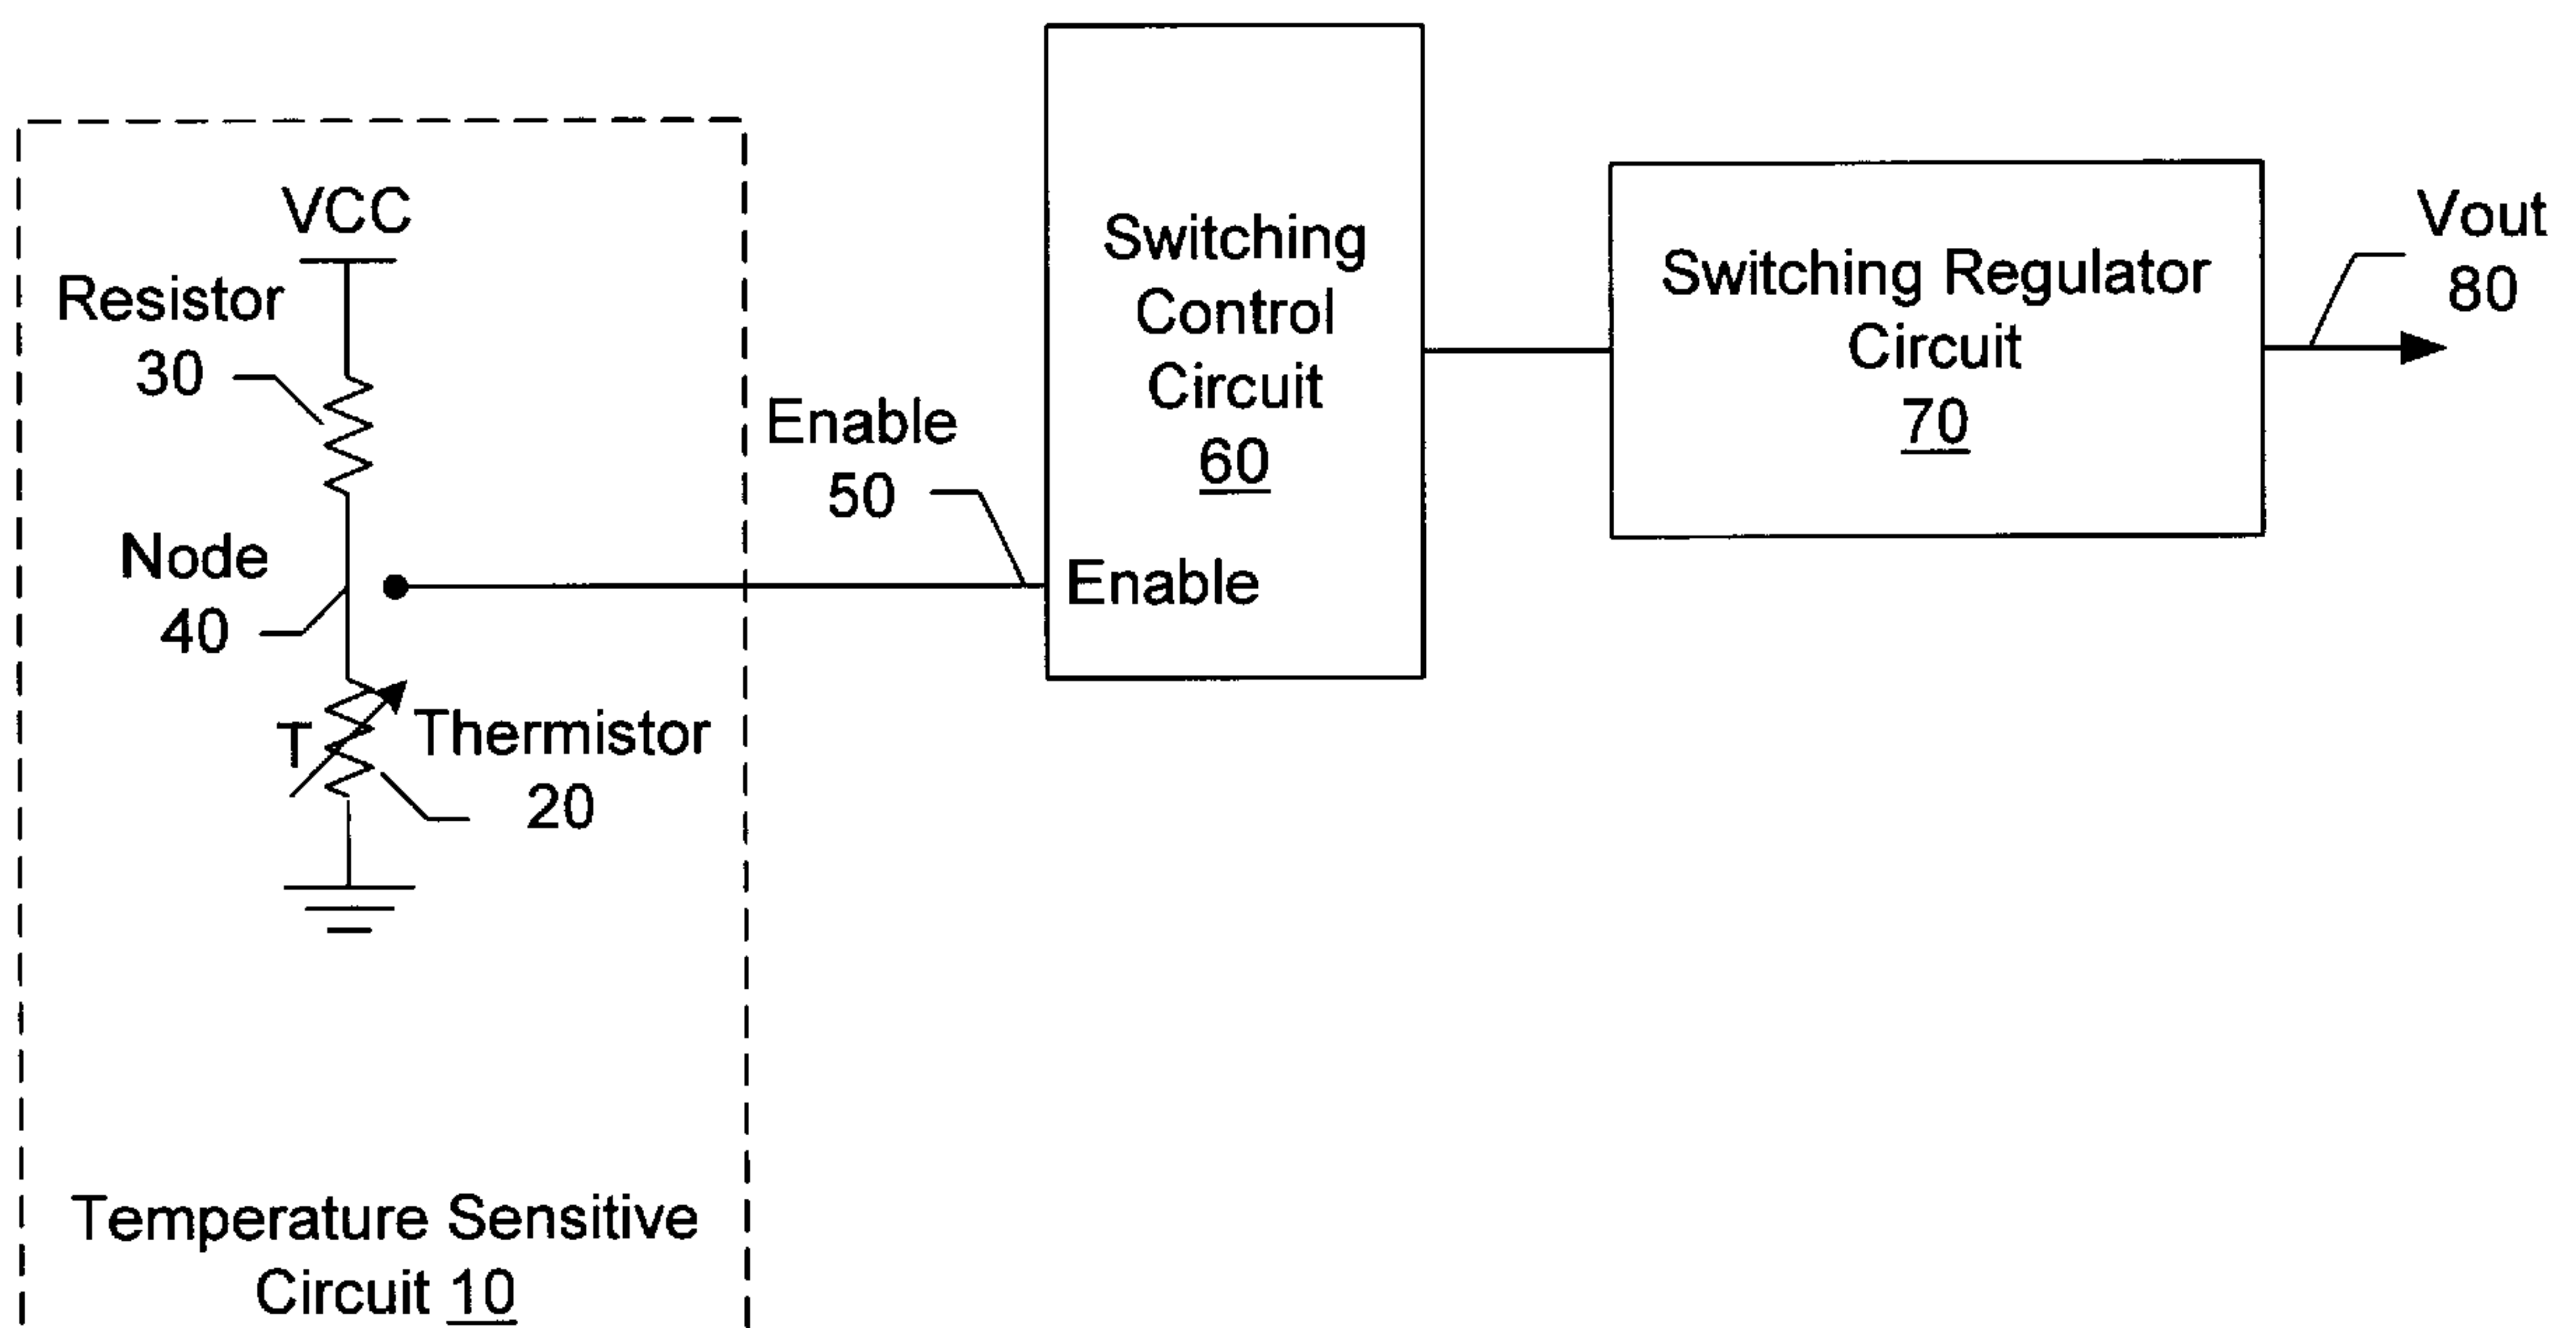 VCC
Resistor
30
Node
40
T
Thermistor
20
Temperature Sensitive
Circuit 10
Enable
50
Switching
Control
Circuit
60
Enable
Switching Regulator
Circuit
70
Vout
80